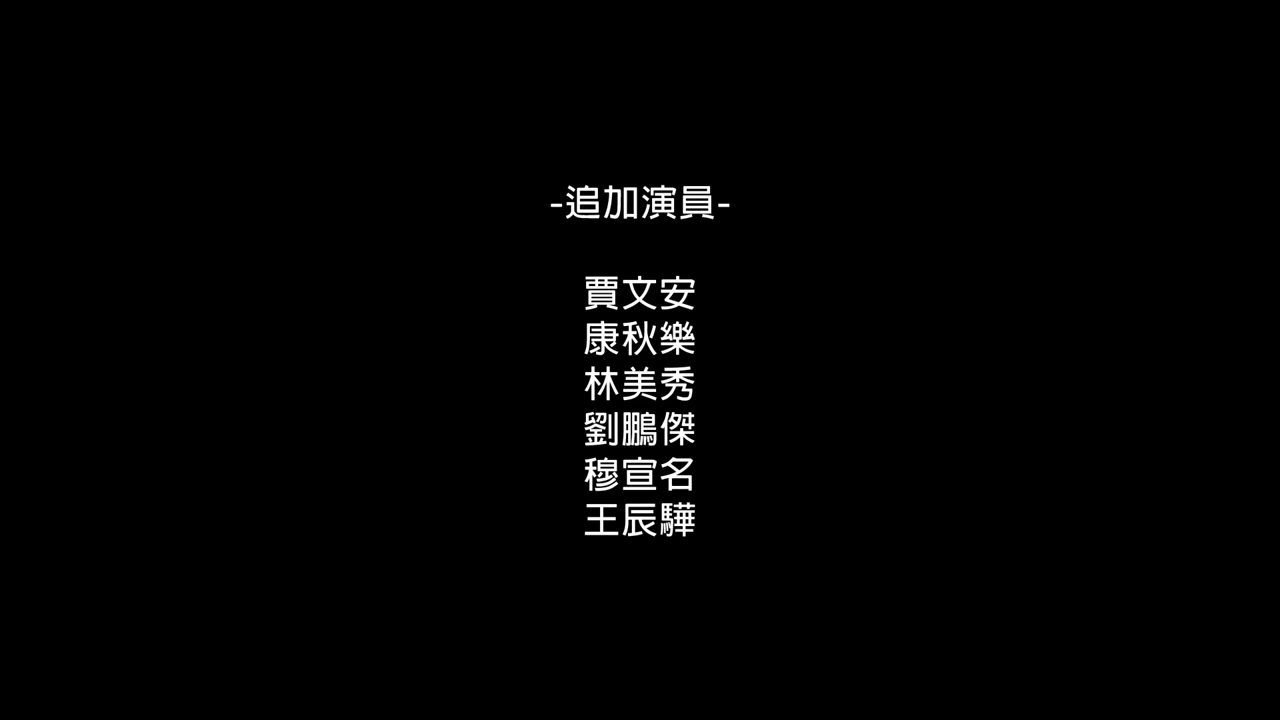 -追加演員-
賈文安
康秋樂
林美秀
劉鵬傑
穆宣名
王辰驊